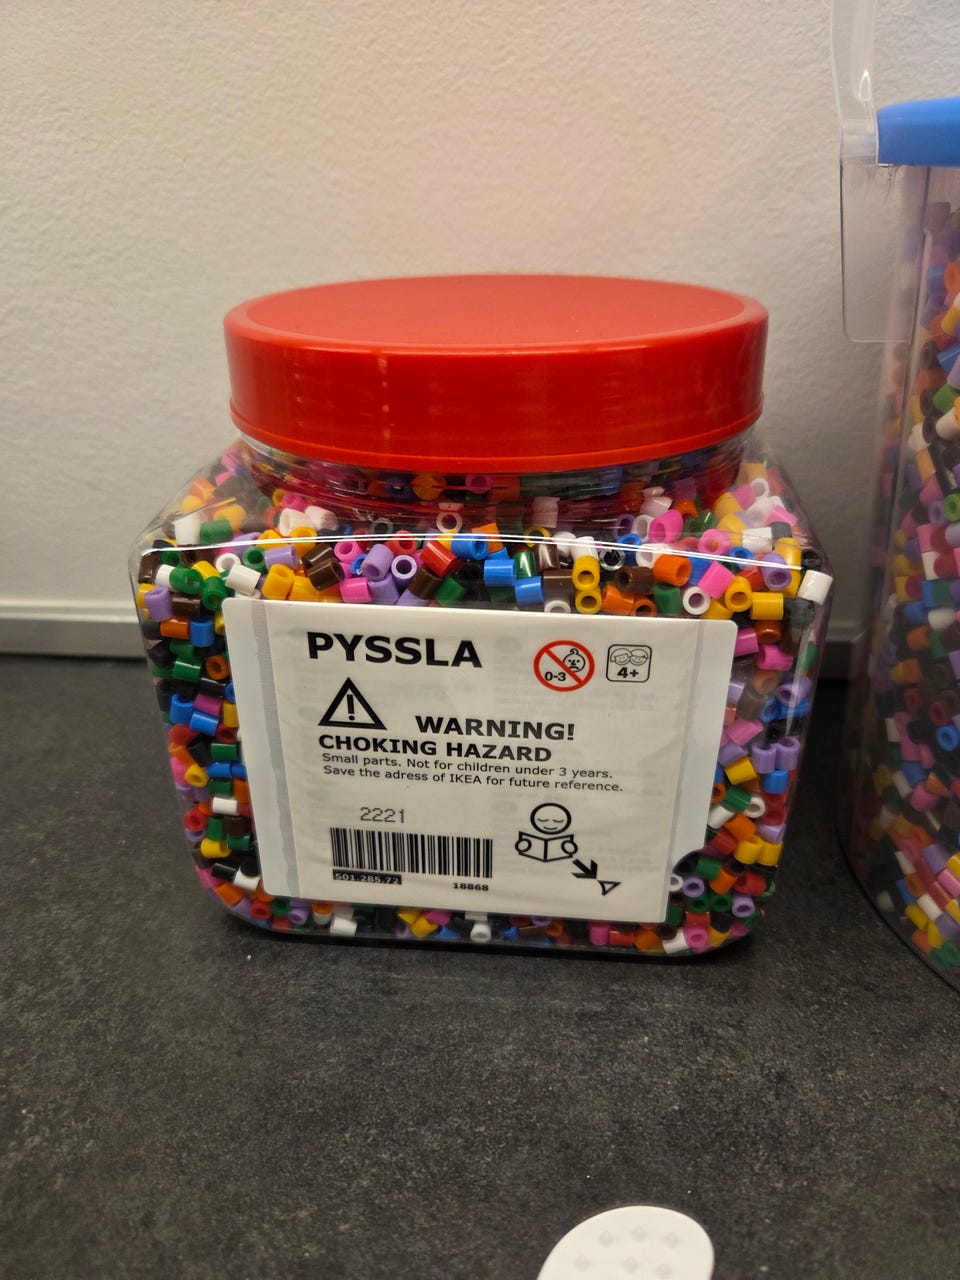 PYSSLA
0-3
4+
WARNING!
CHOKING HAZARD
Small parts. Not for children under 3 years.
Save the adress of IKEA for future reference.
2221
501.285.72
18868